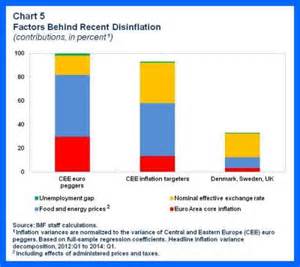 Chart 5
Factors Behind Recent Disinflation
(contributions, in percent¹)
100
80
60
40
20
0
CEE euro peggers
CEE inflation targeters
Denmark, Sweden, UK
Unemployment gap
Nominal effective exchange rate
Food and energy prices ²
Euro Area core inflation
Source: IMF staff calculations.
¹ Inflation variances are normalized to the variance of Central and Eastern Europe (CEE) euro
peggers. Based on full-sample regression coefficients. Headline inflation variance
decomposition, 2012:Q1 to 2014: Q1.
² Including effects of administered prices and taxes.